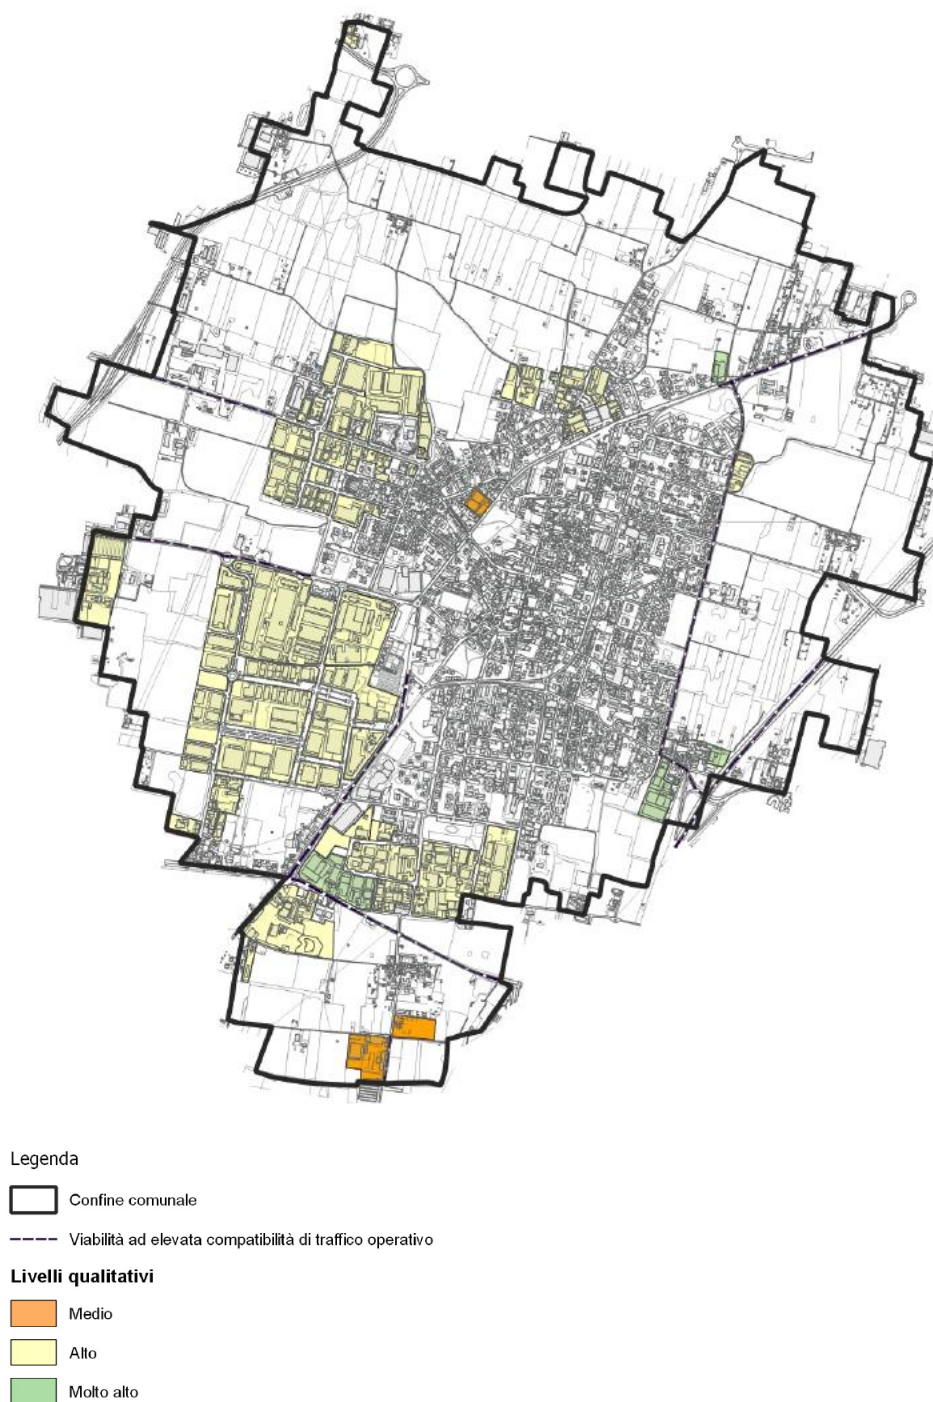 Legenda
Confine comunale
Viabilità ad elevata compatibilità di traffico operativo
Livelli qualitativi
Medio
Alto
Molto alto